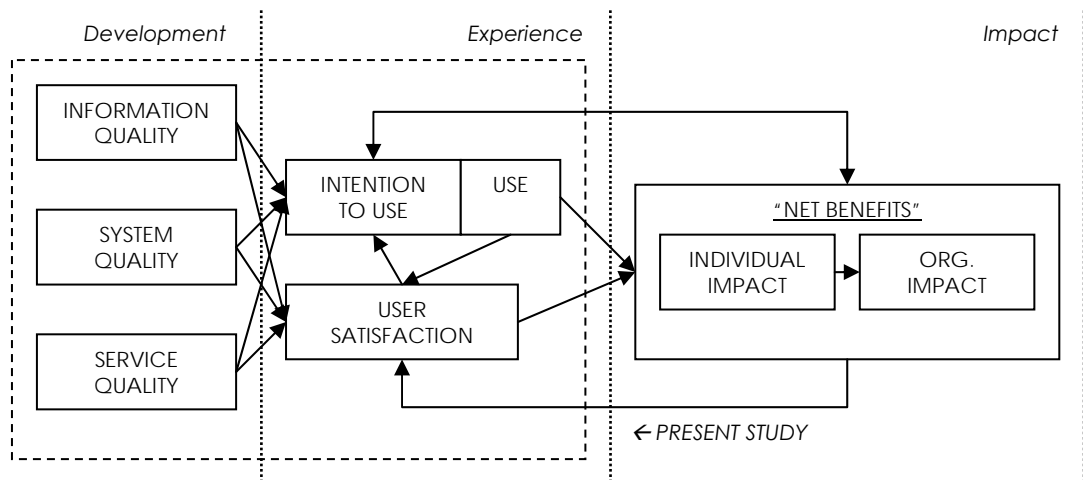 Development
Experience
Impact
INFORMATION
QUALITY
SYSTEM
QUALITY
SERVICE
QUALITY
INTENTION
TO USE
USE
USER
SATISFACTION
“NET BENEFITS”
INDIVIDUAL
IMPACT
ORG.
IMPACT
← PRESENT STUDY